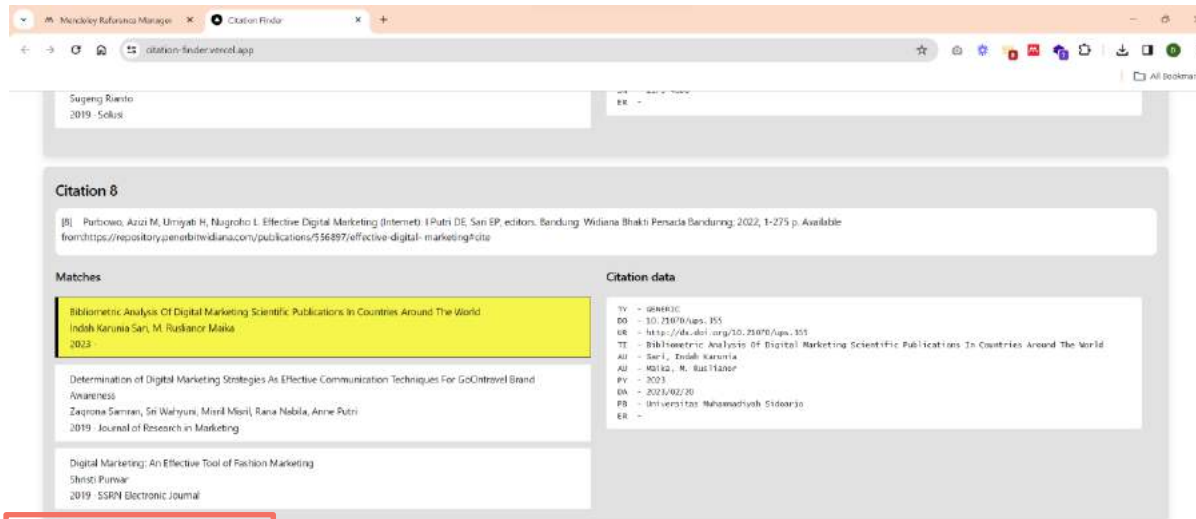 Mendeley Reference Manager
Citation Finder
citation-finder.vercel.app
All Bookmar
Sugeng Rianto
2019 · Solusi
ER -
Citation 8
[8] Purbowo, Azizi M, Umiyati H, Nugroho L. Effective Digital Marketing (Internet). I Putri DE, Sari EP, editors. Bandung: Widiana Bhakti Persada Bandunng; 2022, 1-275 p. Available
from:https://repository.penerbitwidiana.com/publications/556897/effective-digital- marketing#cite
Matches
Citation data
Bibliometric Analysis Of Digital Marketing Scientific Publications In Countries Around The World
Indah Karunia Sari, M. Ruslianor Maika
2023 ·
Determination of Digital Marketing Strategies As Effective Communication Techniques For GoOntravel Brand
Awareness
Zaqrona Samran, Sri Wahyuni, Misril Misril, Rana Nabila, Anne Putri
2019 · Journal of Research in Marketing
Digital Marketing: An Effective Tool of Fashion Marketing
Shristi Purwar
2019 · SSRN Electronic Journal
TY - GENERIC
DO - 10.21070/ups.155
UR - http://dx.doi.org/10.21070/ups.155
TI - Bibliometric Analysis Of Digital Marketing Scientific Publications In Countries Around The World
AU - Sari, Indah Karunia
AU - Maika, M. Ruslianor
PY - 2023
DA - 2023/02/20
PB - Universitas Muhammadiyah Sidoarjo
ER -